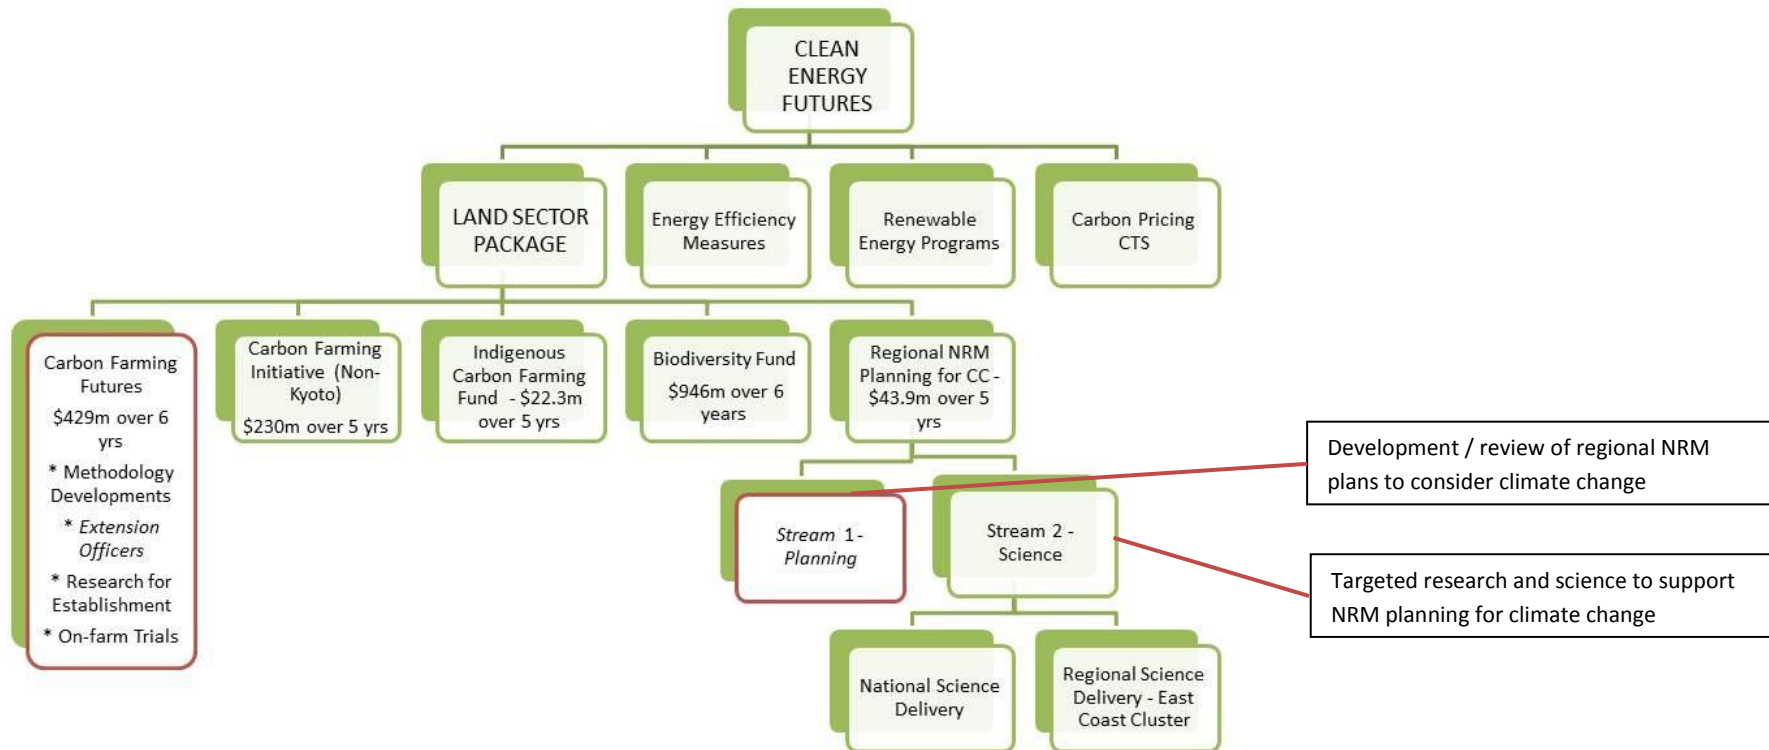 CLEAN
ENERGY
FUTURES
LAND SECTOR
PACKAGE
Energy Efficiency
Measures
Renewable
Energy Programs
Carbon Pricing
CTS
Carbon Farming
Futures
$429m over 6
yrs
* Methodology
Developments
* Extension
Officers
* Research for
Establishment
* On-farm Trials
Carbon Farming
Initiative (Non-
Kyoto)
$230m over 5 yrs
Indigenous
Carbon Farming
Fund - $22.3m
over 5 yrs
Biodiversity Fund
$946m over 6
years
Regional NRM
Planning for CC -
$43.9m over 5
yrs
Stream 1-
Planning
Stream 2 -
Science
Development / review of regional NRM
plans to consider climate change
Targeted research and science to support
NRM planning for climate change
National Science
Delivery
Regional Science
Delivery - East
Coast Cluster